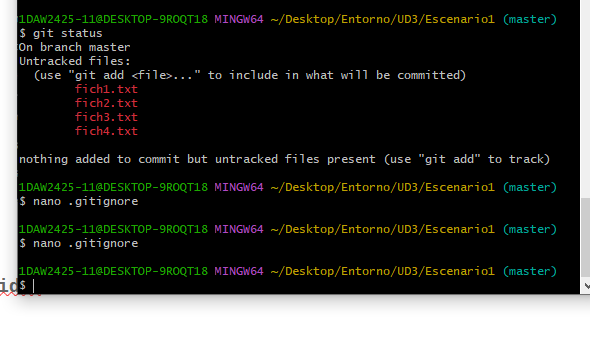 1DAW2425-11@DESKTOP-9ROQT18 MINGW64 ~/Desktop/Entorno/UD3/Escenario1 (master)
$ git status
On branch master
Untracked files:
  (use "git add <file>..." to include in what will be committed)
        fich1.txt
        fich2.txt
        fich3.txt
        fich4.txt

nothing added to commit but untracked files present (use "git add" to track)

1DAW2425-11@DESKTOP-9ROQT18 MINGW64 ~/Desktop/Entorno/UD3/Escenario1 (master)
$ nano .gitignore

1DAW2425-11@DESKTOP-9ROQT18 MINGW64 ~/Desktop/Entorno/UD3/Escenario1 (master)
$ nano .gitignore

1DAW2425-11@DESKTOP-9ROQT18 MINGW64 ~/Desktop/Entorno/UD3/Escenario1 (master)
$